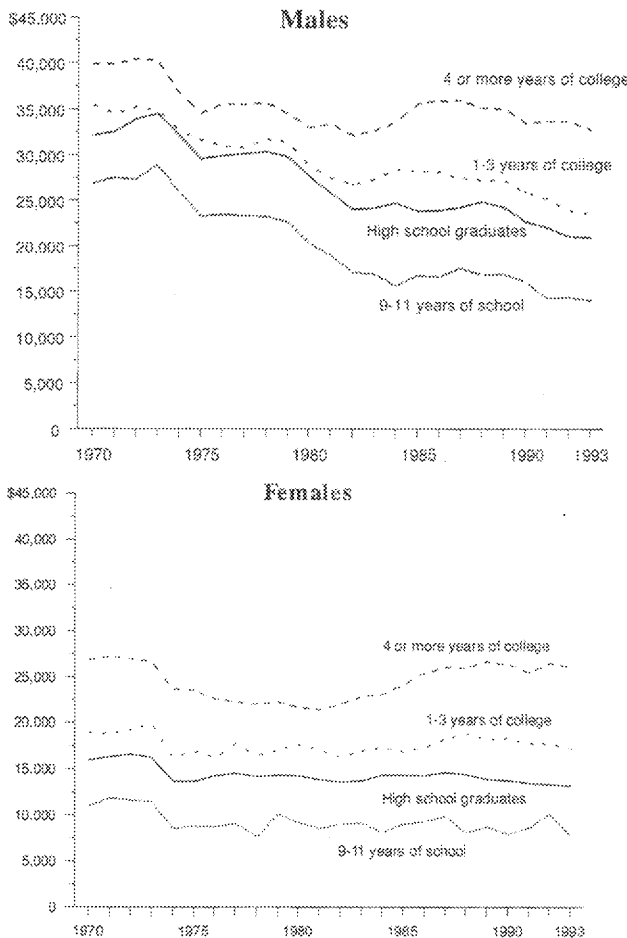 Males
$45,000
40,000
35,000
30,000
25,000
20,000
15,000
10,000
5,000
0
4 or more years of college
1-3 years of college
High school graduates
9-11 years of school
1970 1975 1980 1985 1990 1993
Females
$45,000
40,000
35,000
30,000
25,000
20,000
15,000
10,000
5,000
0
4 or more years of college
1-3 years of college
High school graduates
9-11 years of school
1970 1975 1980 1985 1990 1993